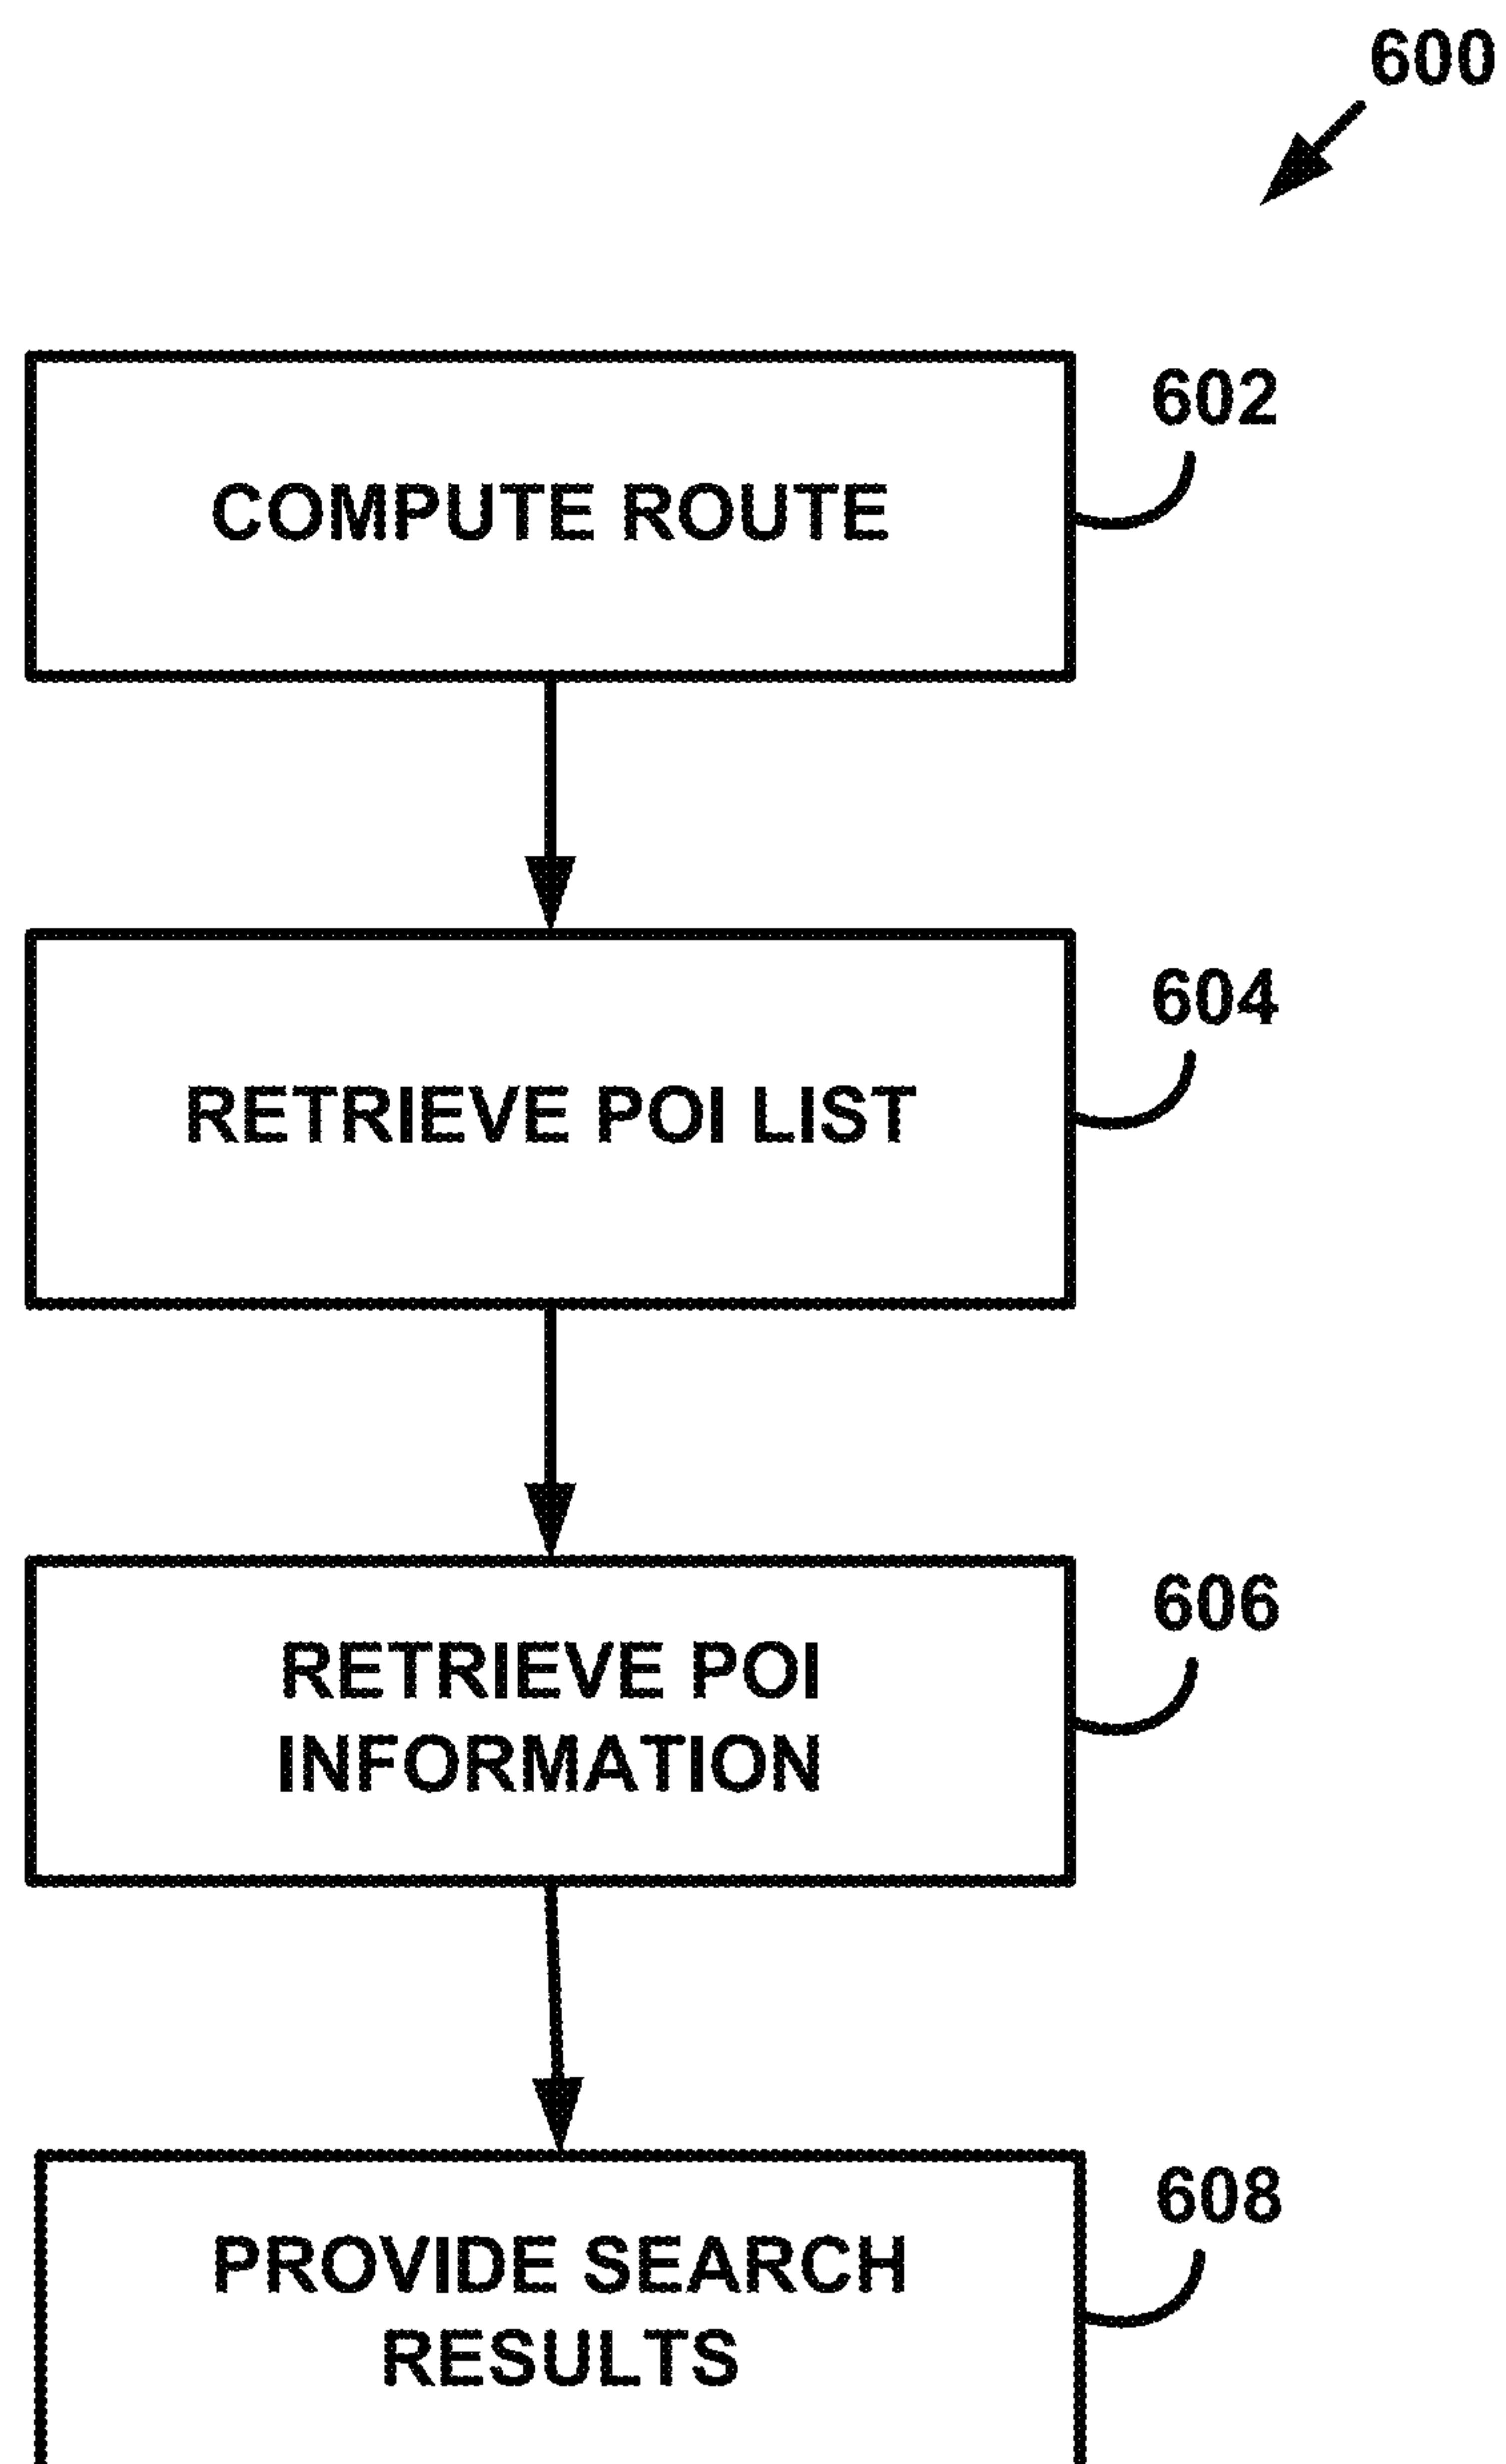 600
602
COMPUTE ROUTE
604
RETRIEVE POI LIST
606
RETRIEVE POI
INFORMATION
608
PROVIDE SEARCH
RESULTS